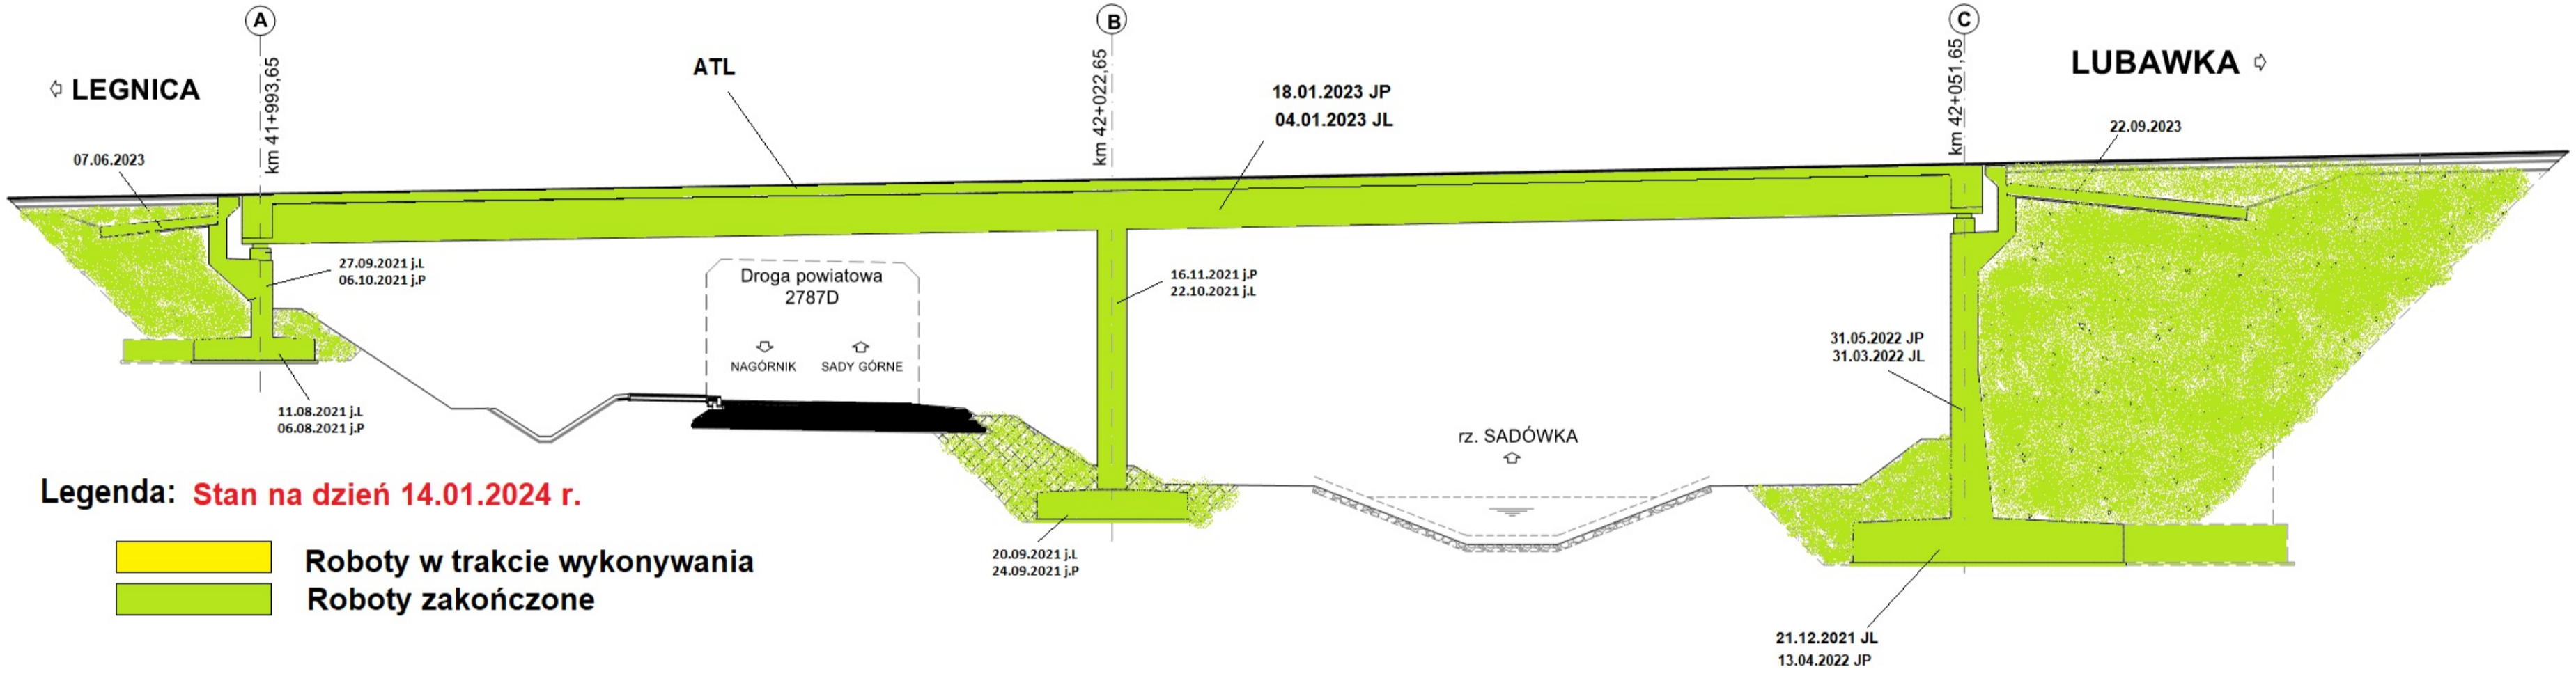 A
B
C
km 41+993,65
km 42+022,65
km 42+051,65
LEGNICA
ATL
LUBAWKA
18.01.2023 JP
04.01.2023 JL
07.06.2023
22.09.2023
27.09.2021 j.L
06.10.2021 j.P
Droga powiatowa
2787D
NAGÓRNIK
SADY GÓRNE
16.11.2021 j.P
22.10.2021 j.L
31.05.2022 JP
31.03.2022 JL
11.08.2021 j.L
06.08.2021 j.P
rz. SADÓWKA
Legenda: Stan na dzień 14.01.2024 r.
Roboty w trakcie wykonywania
Roboty zakończone
20.09.2021 j.L
24.09.2021 j.P
21.12.2021 JL
13.04.2022 JP